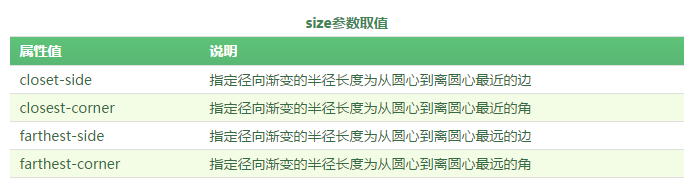 size参数取值
属性值 说明
closet-side 指定径向渐变的半径长度为从圆心到离圆心最近的边
closest-corner 指定径向渐变的半径长度为从圆心到离圆心最近的角
farthest-side 指定径向渐变的半径长度为从圆心到离圆心最远的边
farthest-corner 指定径向渐变的半径长度为从圆心到离圆心最远的角